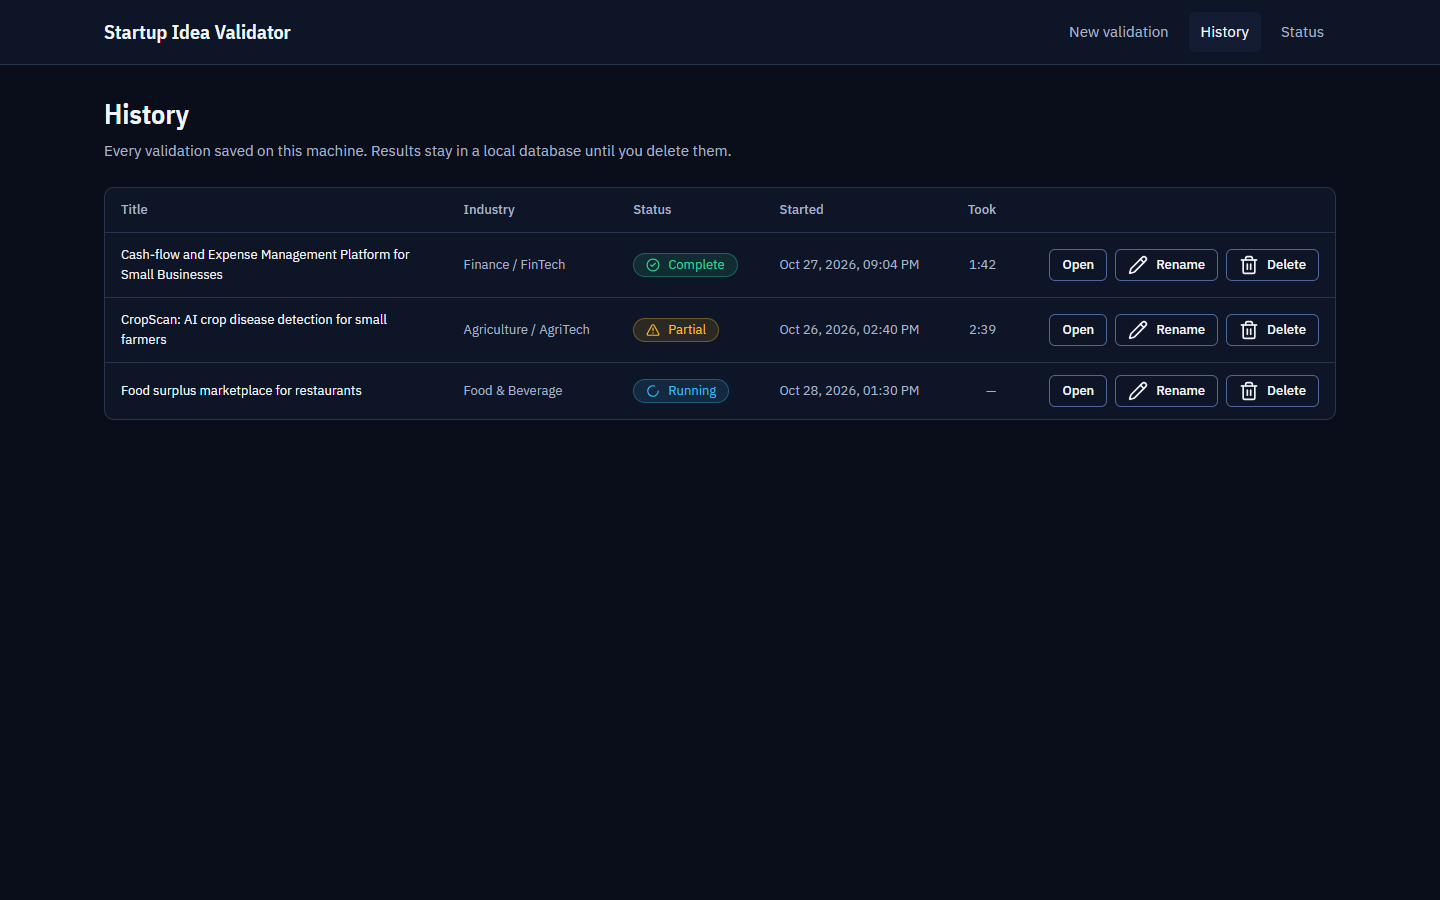 Startup Idea Validator
New validation
History
Status
History
Every validation saved on this machine. Results stay in a local database until you delete them.
Title Industry Status Started Took
Cash-flow and Expense Management Platform for
Small Businesses
Finance / FinTech
Complete
Oct 27, 2026, 09:04 PM
1:42
Open
Rename
Delete
CropScan: AI crop disease detection for small
farmers
Agriculture / AgriTech
Partial
Oct 26, 2026, 02:40 PM
2:39
Open
Rename
Delete
Food surplus marketplace for restaurants
Food & Beverage
Running
Oct 28, 2026, 01:30 PM
—
Open
Rename
Delete